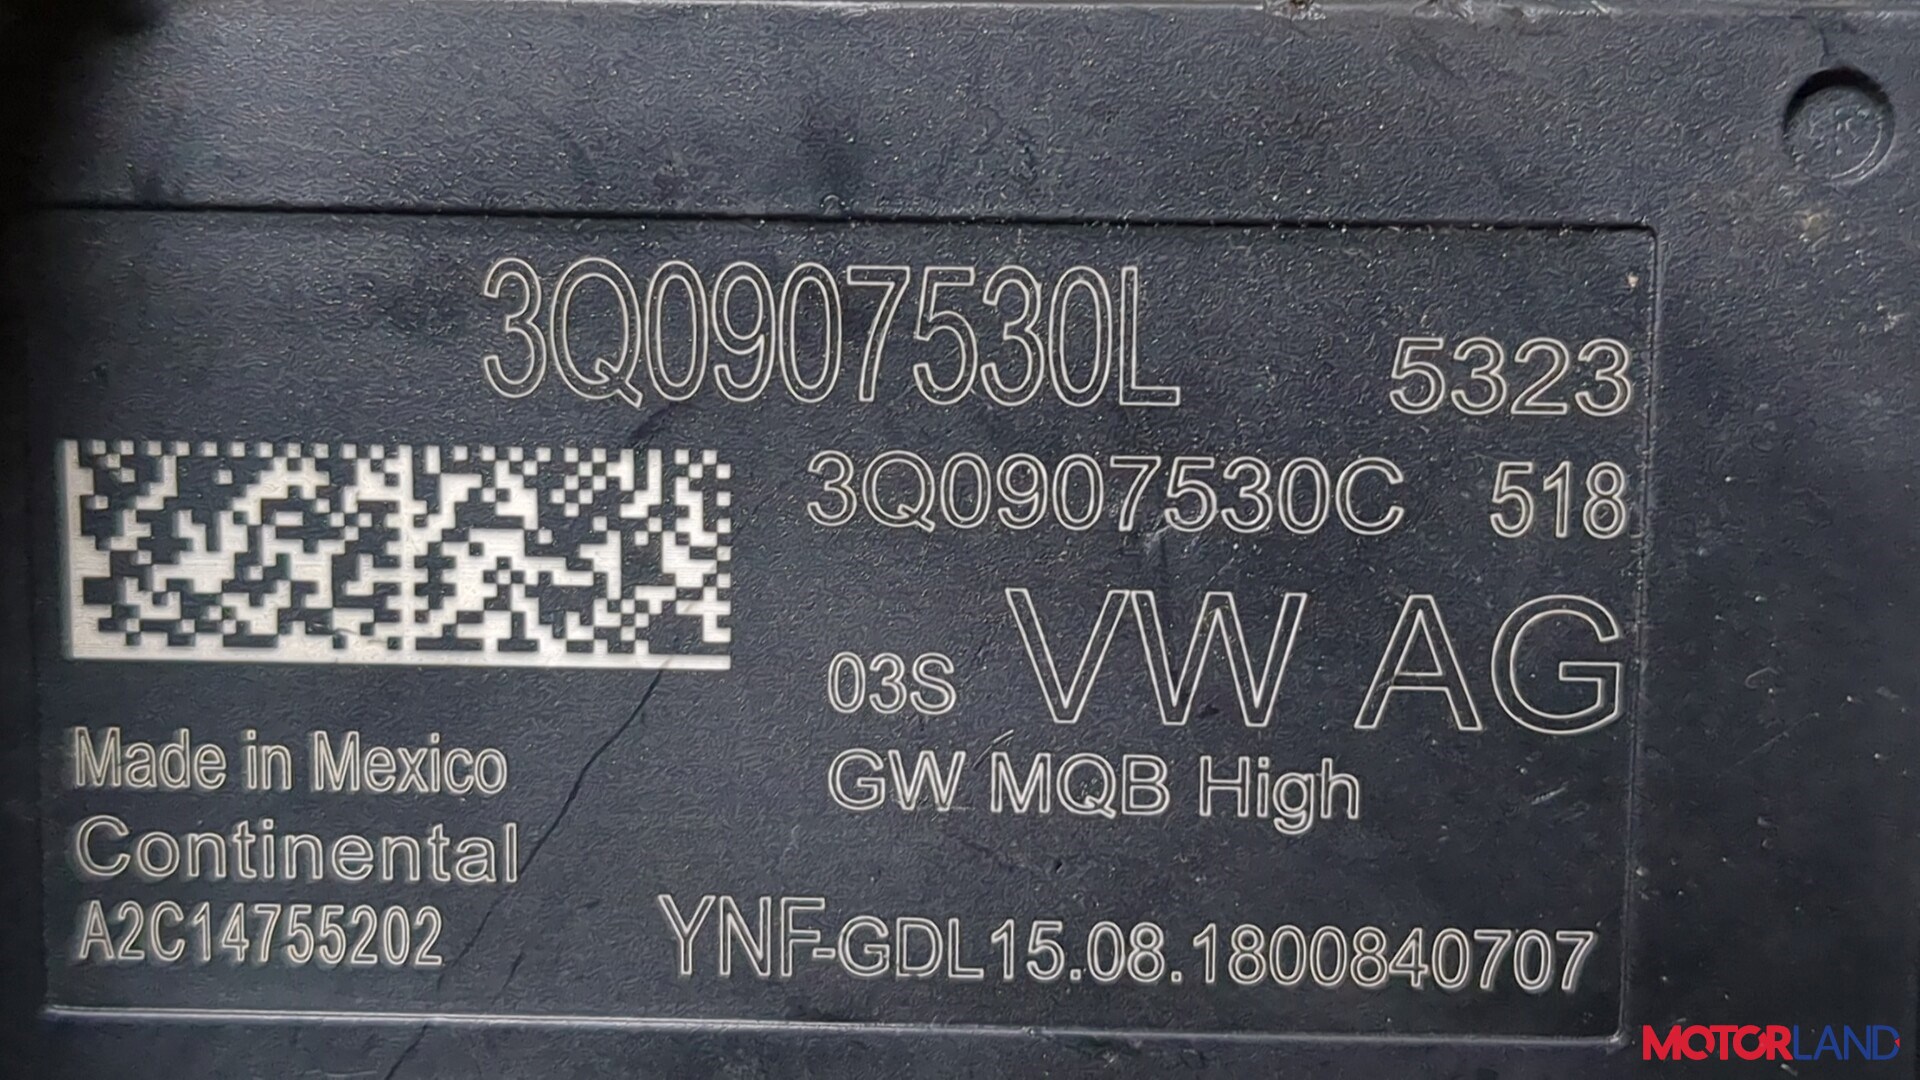 3Q0907530L 5323
3Q0907530C 518
03S VW AG
GW MQB High
Made in Mexico
Continental
A2C14755202
YNF-GDL15.08.1800840707
MOTORLAND